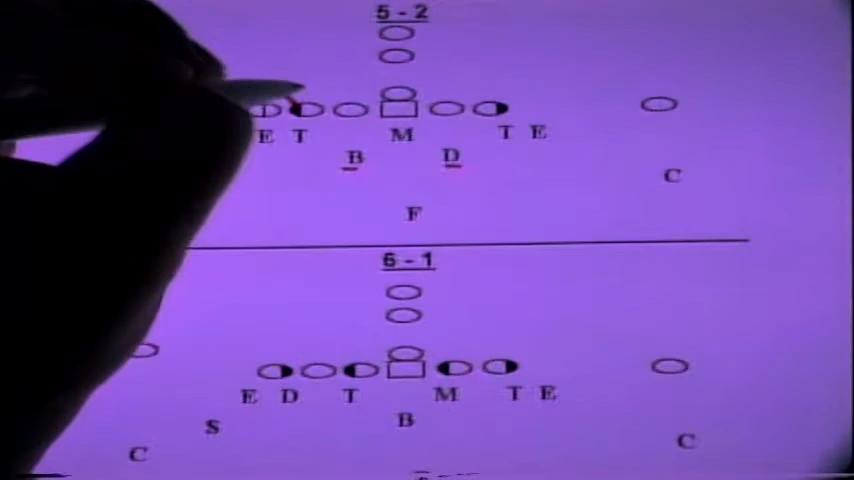 5 - 2
E T M T E
B D
C
F
6 - 1
E D T M T E
B
S
C C